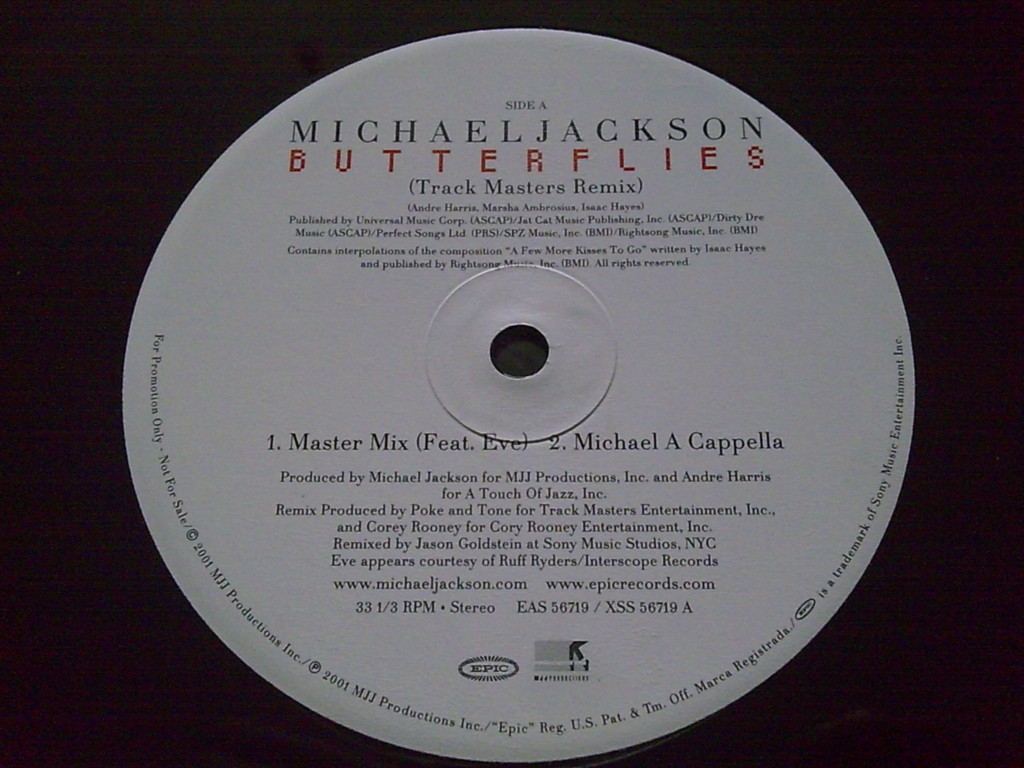 SIDE A
MICHAEL JACKSON
BUTTERFLIES
(Track Masters Remix)
(Andre Harris, Marsha Ambrosius, Isaac Hayes)
Published by Universal Music Corp. (ASCAP)/Jat Cat Music Publishing, Inc. (ASCAP)/Dirty Dre
Music (ASCAP)/Perfect Songs Ltd. (PRS)/SPZ Music, Inc. (BMI)/Rightsong Music, Inc. (BMI)
Contains interpolations of the composition "A Few More Kisses To Go" written by Isaac Hayes
and published by Rightsong Music, Inc. (BMI). All rights reserved.
1. Master Mix (Feat. Eve) 2. Michael A Cappella
Produced by Michael Jackson for MJJ Productions, Inc. and Andre Harris
for A Touch Of Jazz, Inc.
Remix Produced by Poke and Tone for Track Masters Entertainment, Inc.,
and Corey Rooney for Cory Rooney Entertainment, Inc.
Remixed by Jason Goldstein at Sony Music Studios, NYC
Eve appears courtesy of Ruff Ryders/Interscope Records
www.michaeljackson.com www.epicrecords.com
33 1/3 RPM • Stereo EAS 56719 / XSS 56719 A
EPIC
MJJ PRODUCTIONS
For Promotion Only - Not For Sale/© 2001 MJJ Productions Inc./℗ 2001 MJJ Productions Inc./"Epic" Reg. U.S. Pat. & Tm. Off. Marca Registrada./EPIC is a trademark of Sony Music Entertainment Inc.